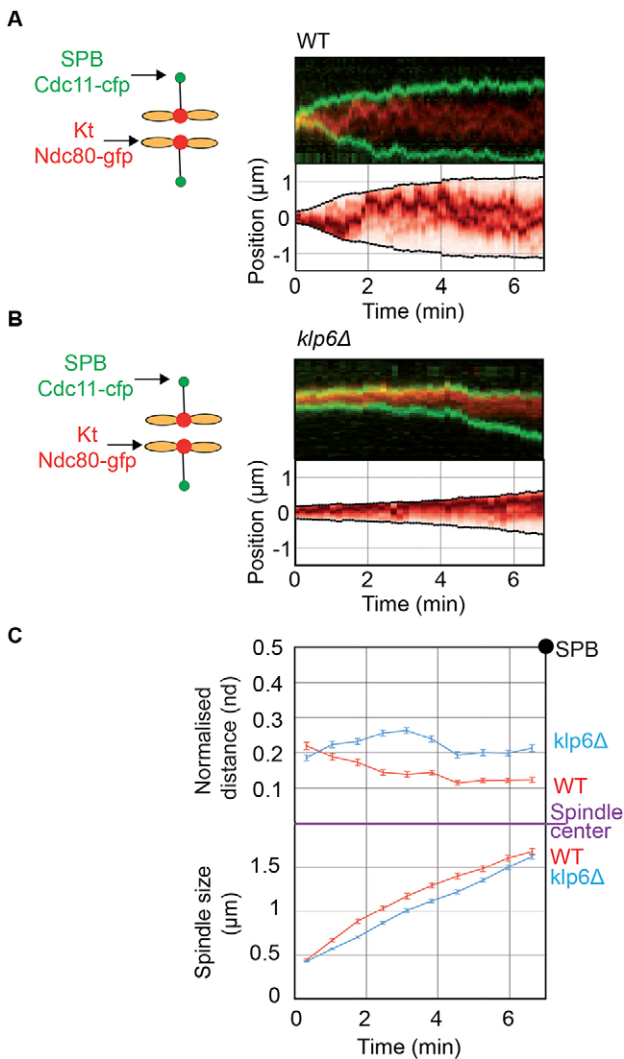 A
SPB
Cdc11-cfp
Kt
Ndc80-gfp
WT
Position (µm)
1
0
-1
0
2
4
6
Time (min)
B
SPB
Cdc11-cfp
Kt
Ndc80-gfp
klp6Δ
Position (µm)
1
0
-1
0
2
4
6
Time (min)
C
Normalised
distance (nd)
0.5
0.4
0.3
0.2
0.1
SPB
klp6Δ
WT
Spindle
center
WT
klp6Δ
Spindle size
(µm)
1.5
1
0.5
0
0
2
4
6
Time (min)